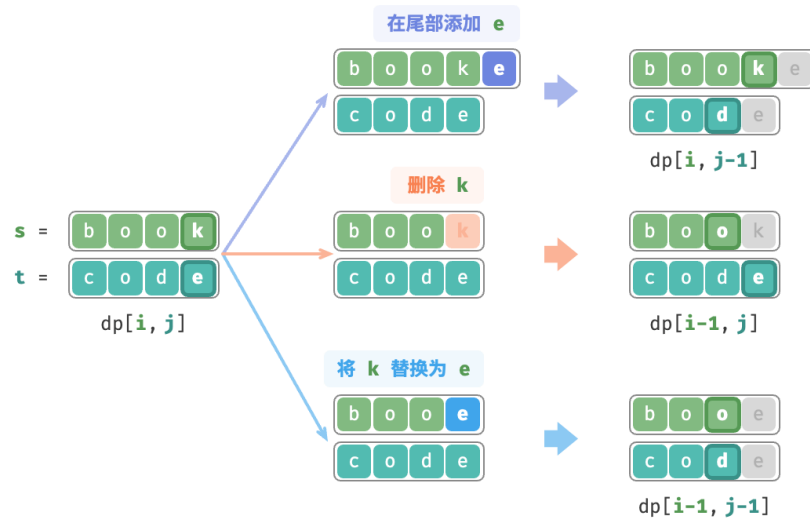 在尾部添加 e
b o o k e
c o d e
b o o k e
c o d e
dp[i, j-1]
删除 k
s = b o o k
t = c o d e
dp[i, j]
b o o k
c o d e
b o o k
c o d e
dp[i-1, j]
将 k 替换为 e
b o o e
c o d e
b o o e
c o d e
dp[i-1, j-1]